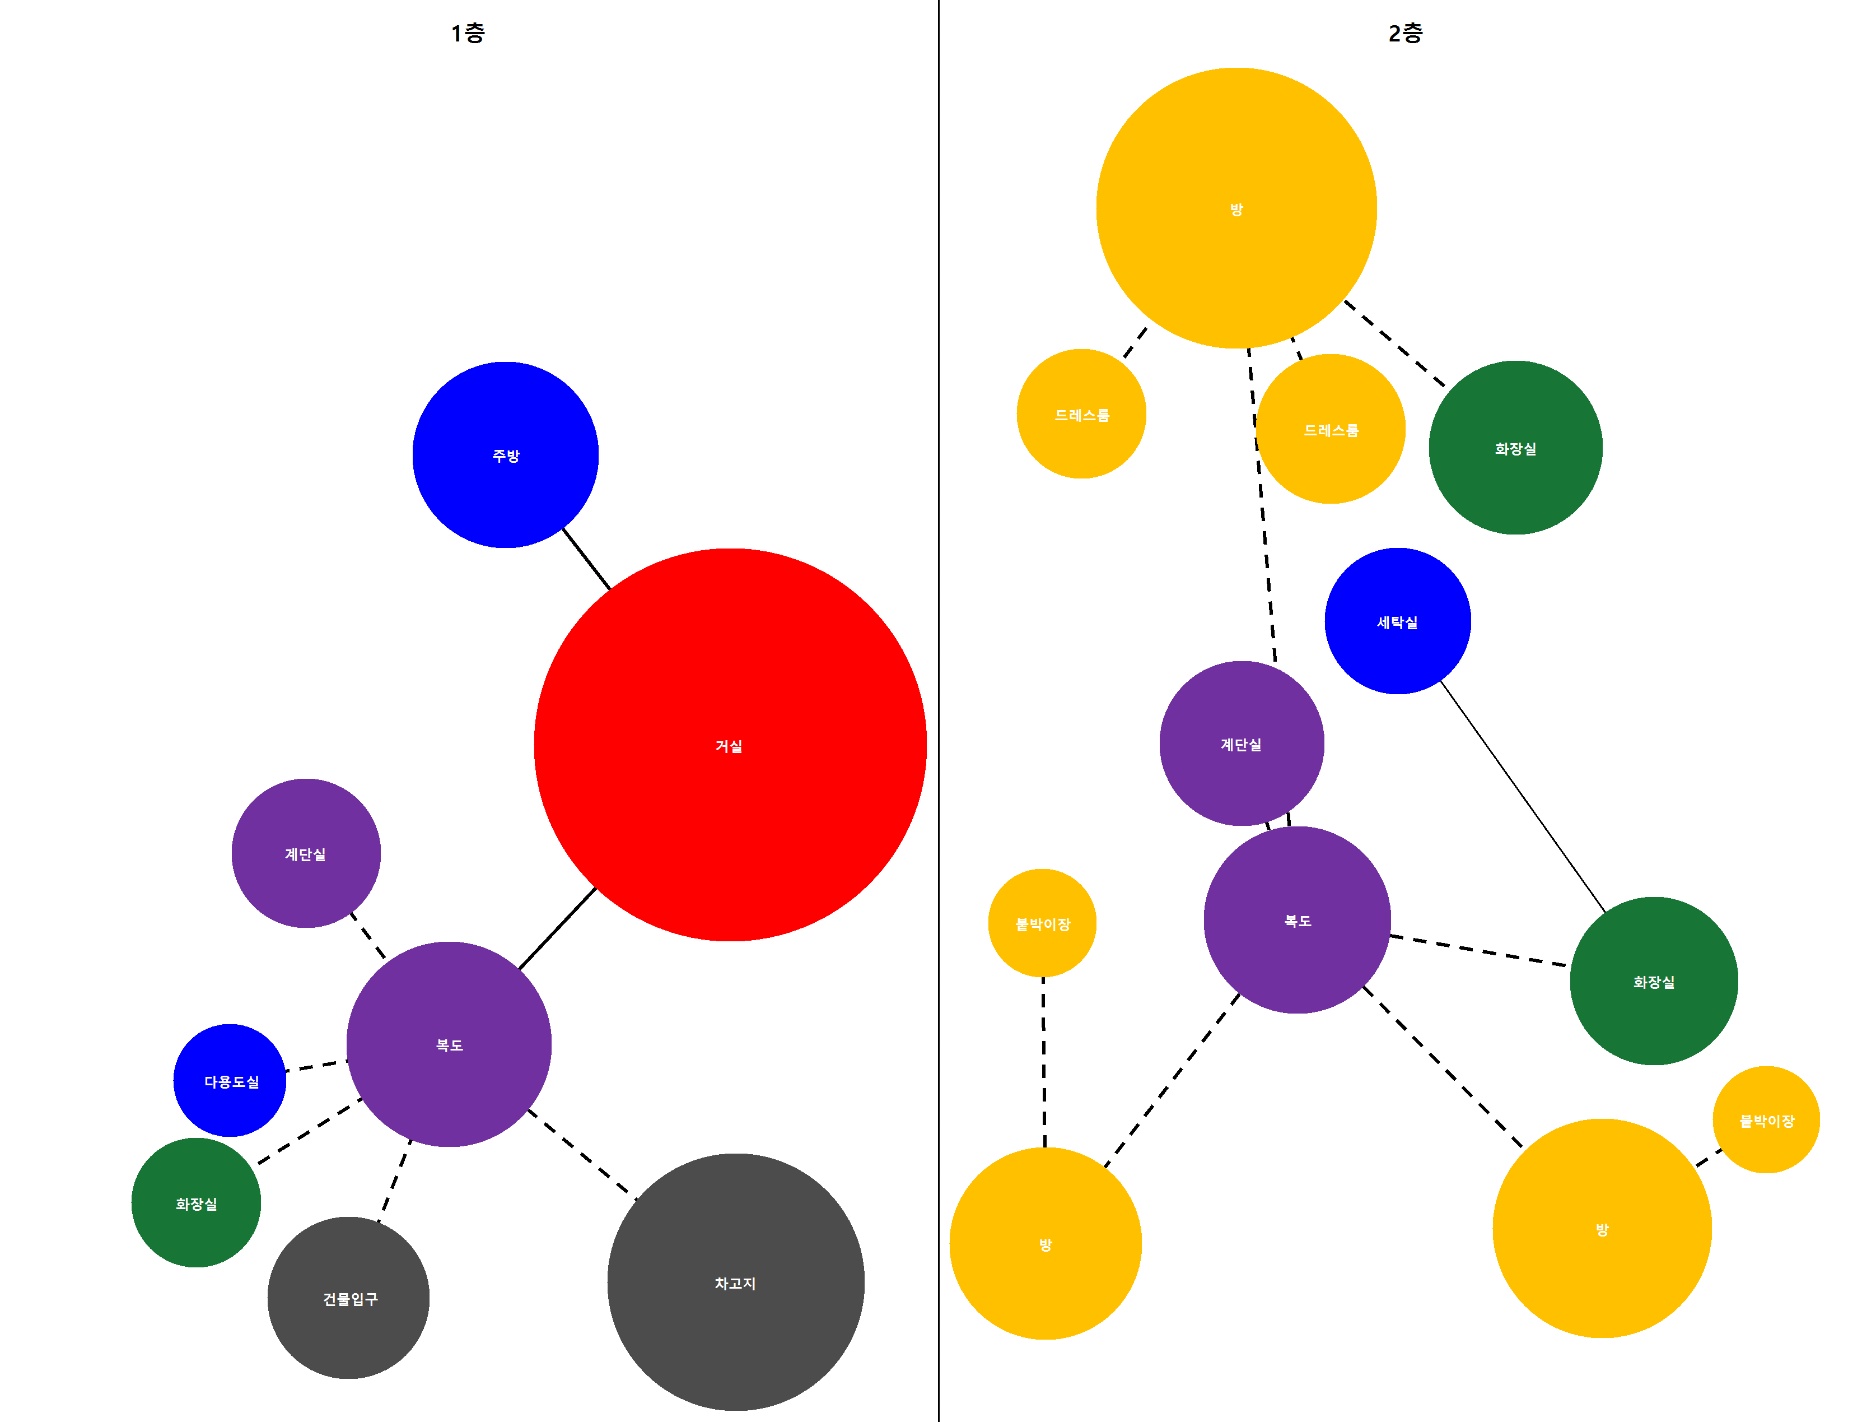 1층
주방
거실
계단실
복도
다용도실
화장실
건물입구
차고지
2층
방
드레스룸
드레스룸
화장실
세탁실
계단실
붙박이장
복도
화장실
붙박이장
방
방